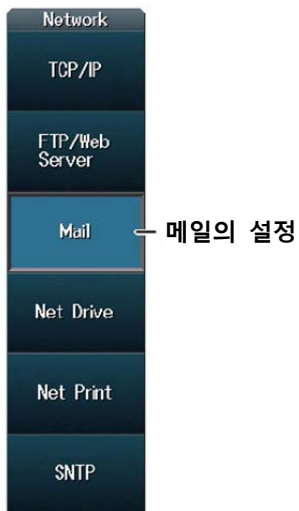 Network
TCP/IP
FTP/Web
Server
Mail
메일의 설정
Net Drive
Net Print
SNTP